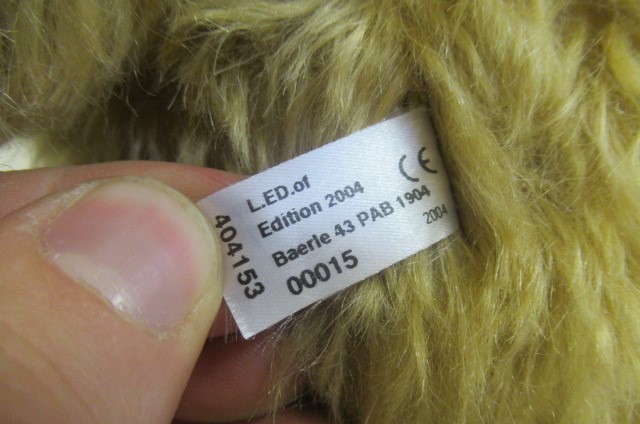 L.ED.of
Edition 2004 CE
Baerle 43 PAB 1904
00015 2004
404153